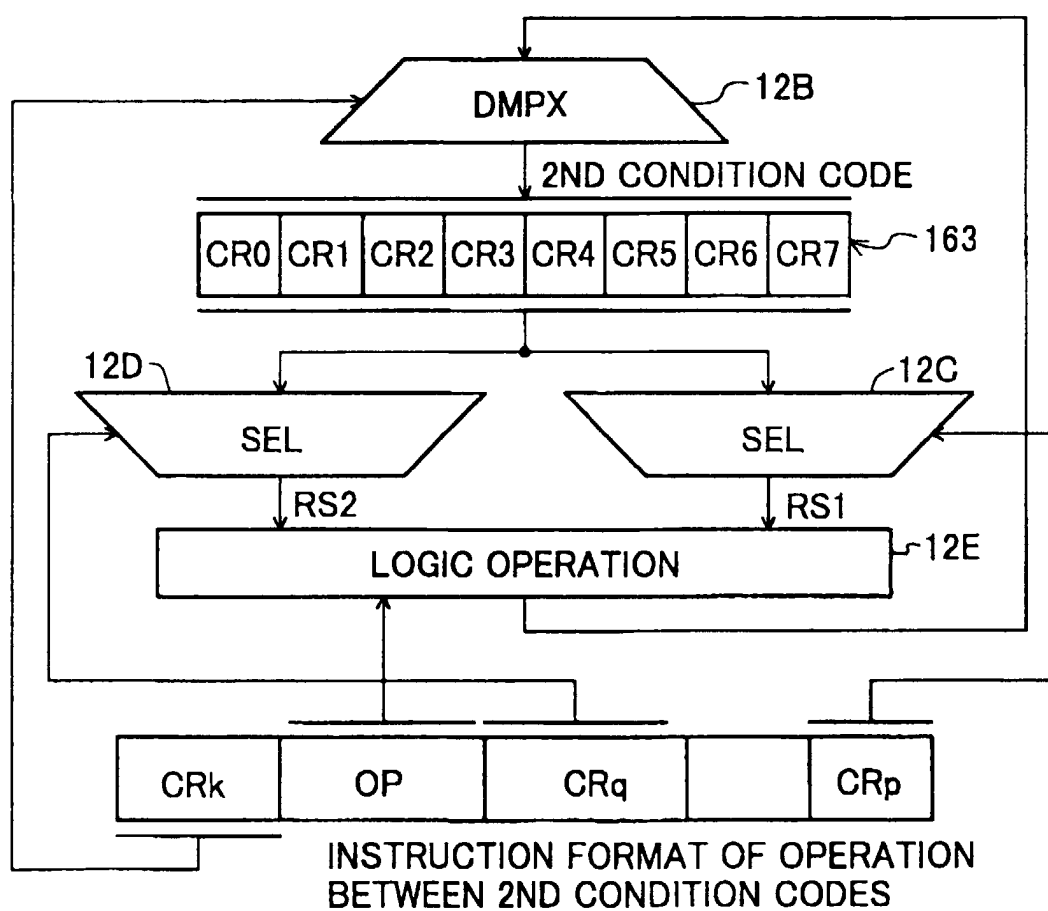 DMPX
12B
2ND CONDITION CODE
CR0 CR1 CR2 CR3 CR4 CR5 CR6 CR7
163
12D
12C
SEL
SEL
RS2
RS1
LOGIC OPERATION
12E
CRk OP CRq CRp
INSTRUCTION FORMAT OF OPERATION
BETWEEN 2ND CONDITION CODES